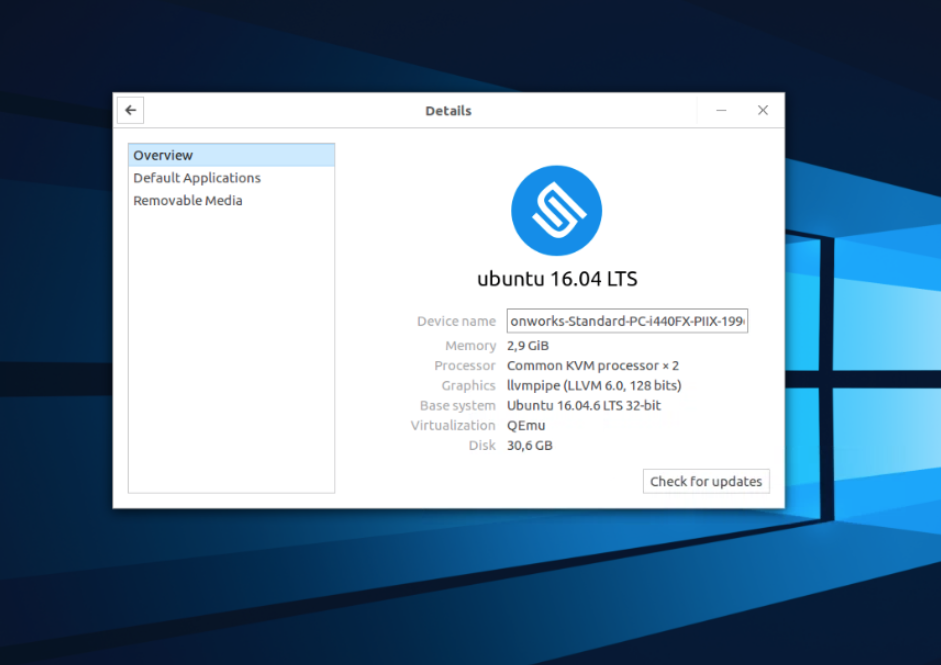 Details
Overview
Default Applications
Removable Media
ubuntu 16.04 LTS
Device name onworks-Standard-PC-i440FX-PIIX-199
Memory 2,9 GiB
Processor Common KVM processor × 2
Graphics llvmpipe (LLVM 6.0, 128 bits)
Base system Ubuntu 16.04.6 LTS 32-bit
Virtualization QEmu
Disk 30,6 GB
Check for updates